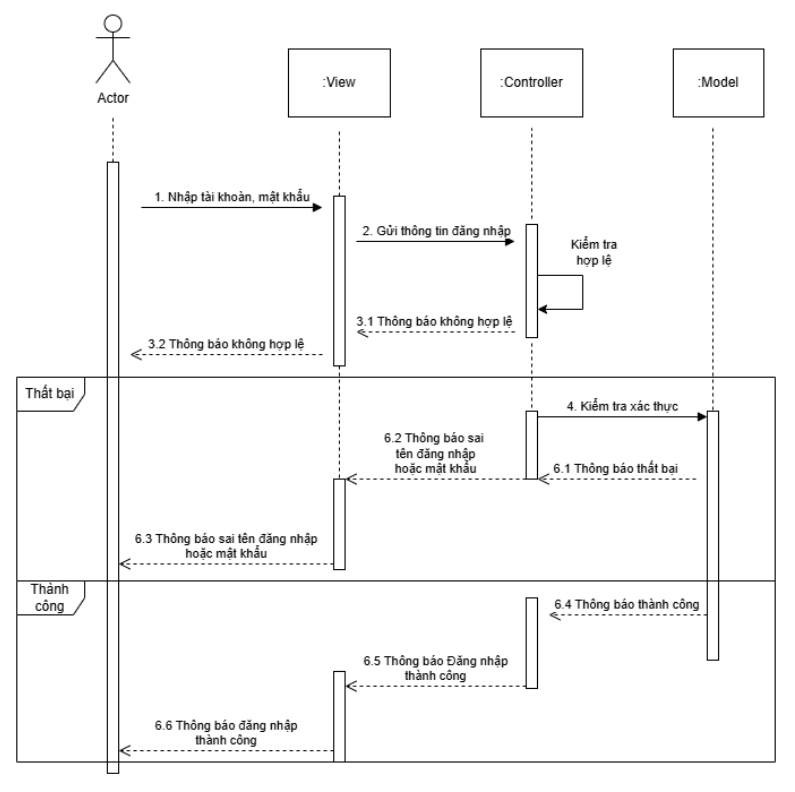 Actor
:View
:Controller
:Model
1. Nhập tài khoàn, mật khẩu
2. Gửi thông tin đăng nhập
Kiểm tra
hợp lệ
3.1 Thông báo không hợp lệ
3.2 Thông báo không hợp lệ
Thất bại
4. Kiểm tra xác thực
6.2 Thông báo sai
tên đăng nhập
hoặc mật khẩu
6.1 Thông báo thất bại
6.3 Thông báo sai tên đăng nhập
hoặc mật khẩu
Thành
công
6.4 Thông báo thành công
6.5 Thông báo Đăng nhập
thành công
6.6 Thông báo đăng nhập
thành công